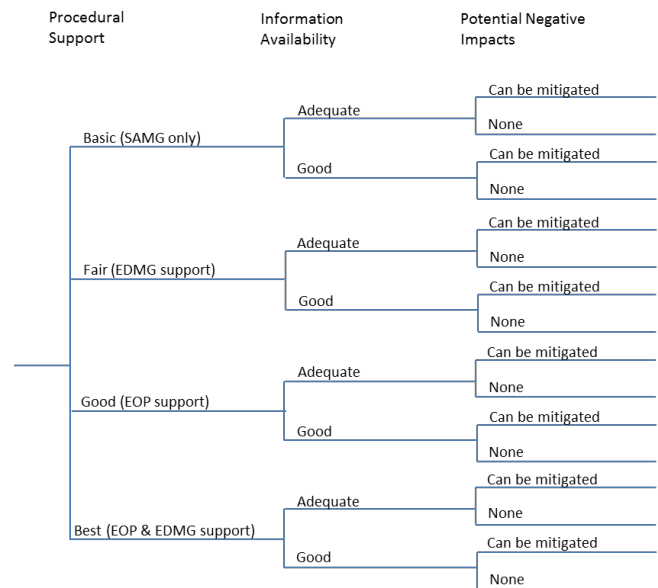 Procedural
Support
Information
Availability
Potential Negative
Impacts
Basic (SAMG only)
Adequate
Can be mitigated
None
Good
Can be mitigated
None
Fair (EDMG support)
Adequate
Can be mitigated
None
Good
Can be mitigated
None
Good (EOP support)
Adequate
Can be mitigated
None
Good
Can be mitigated
None
Best (EOP & EDMG support)
Adequate
Can be mitigated
None
Good
Can be mitigated
None